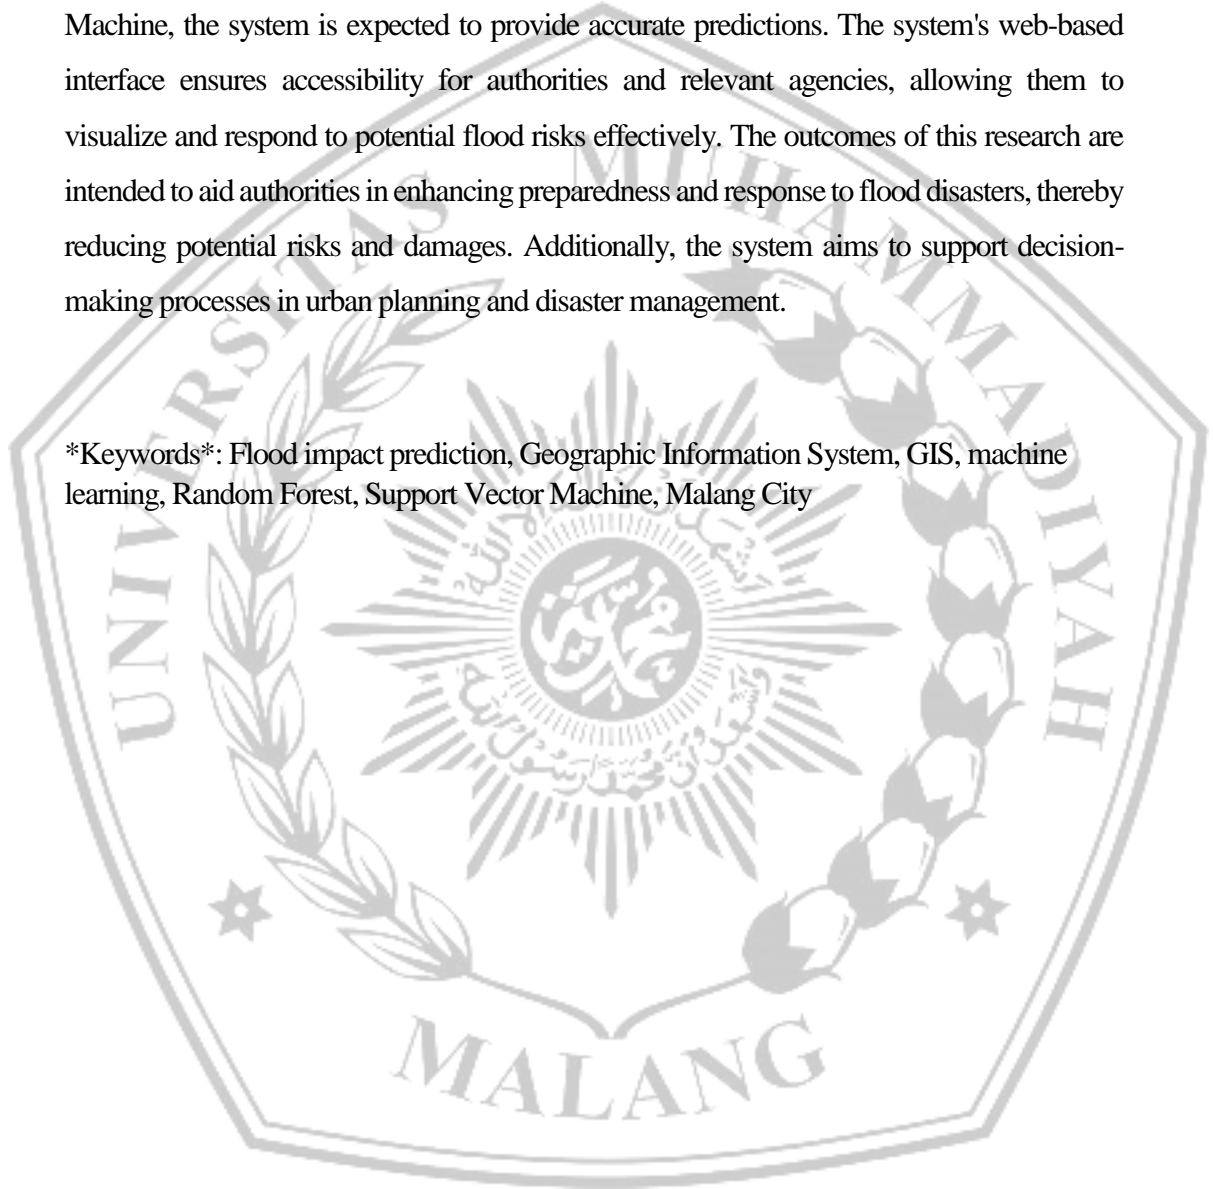 Machine, the system is expected to provide accurate predictions. The system's web-based
interface ensures accessibility for authorities and relevant agencies, allowing them to
visualize and respond to potential flood risks effectively. The outcomes of this research are
intended to aid authorities in enhancing preparedness and response to flood disasters, thereby
reducing potential risks and damages. Additionally, the system aims to support decision-
making processes in urban planning and disaster management.
*Keywords*: Flood impact prediction, Geographic Information System, GIS, machine
learning, Random Forest, Support Vector Machine, Malang City
UNIVERSITAS MUHAMMADIYAH
MALANG